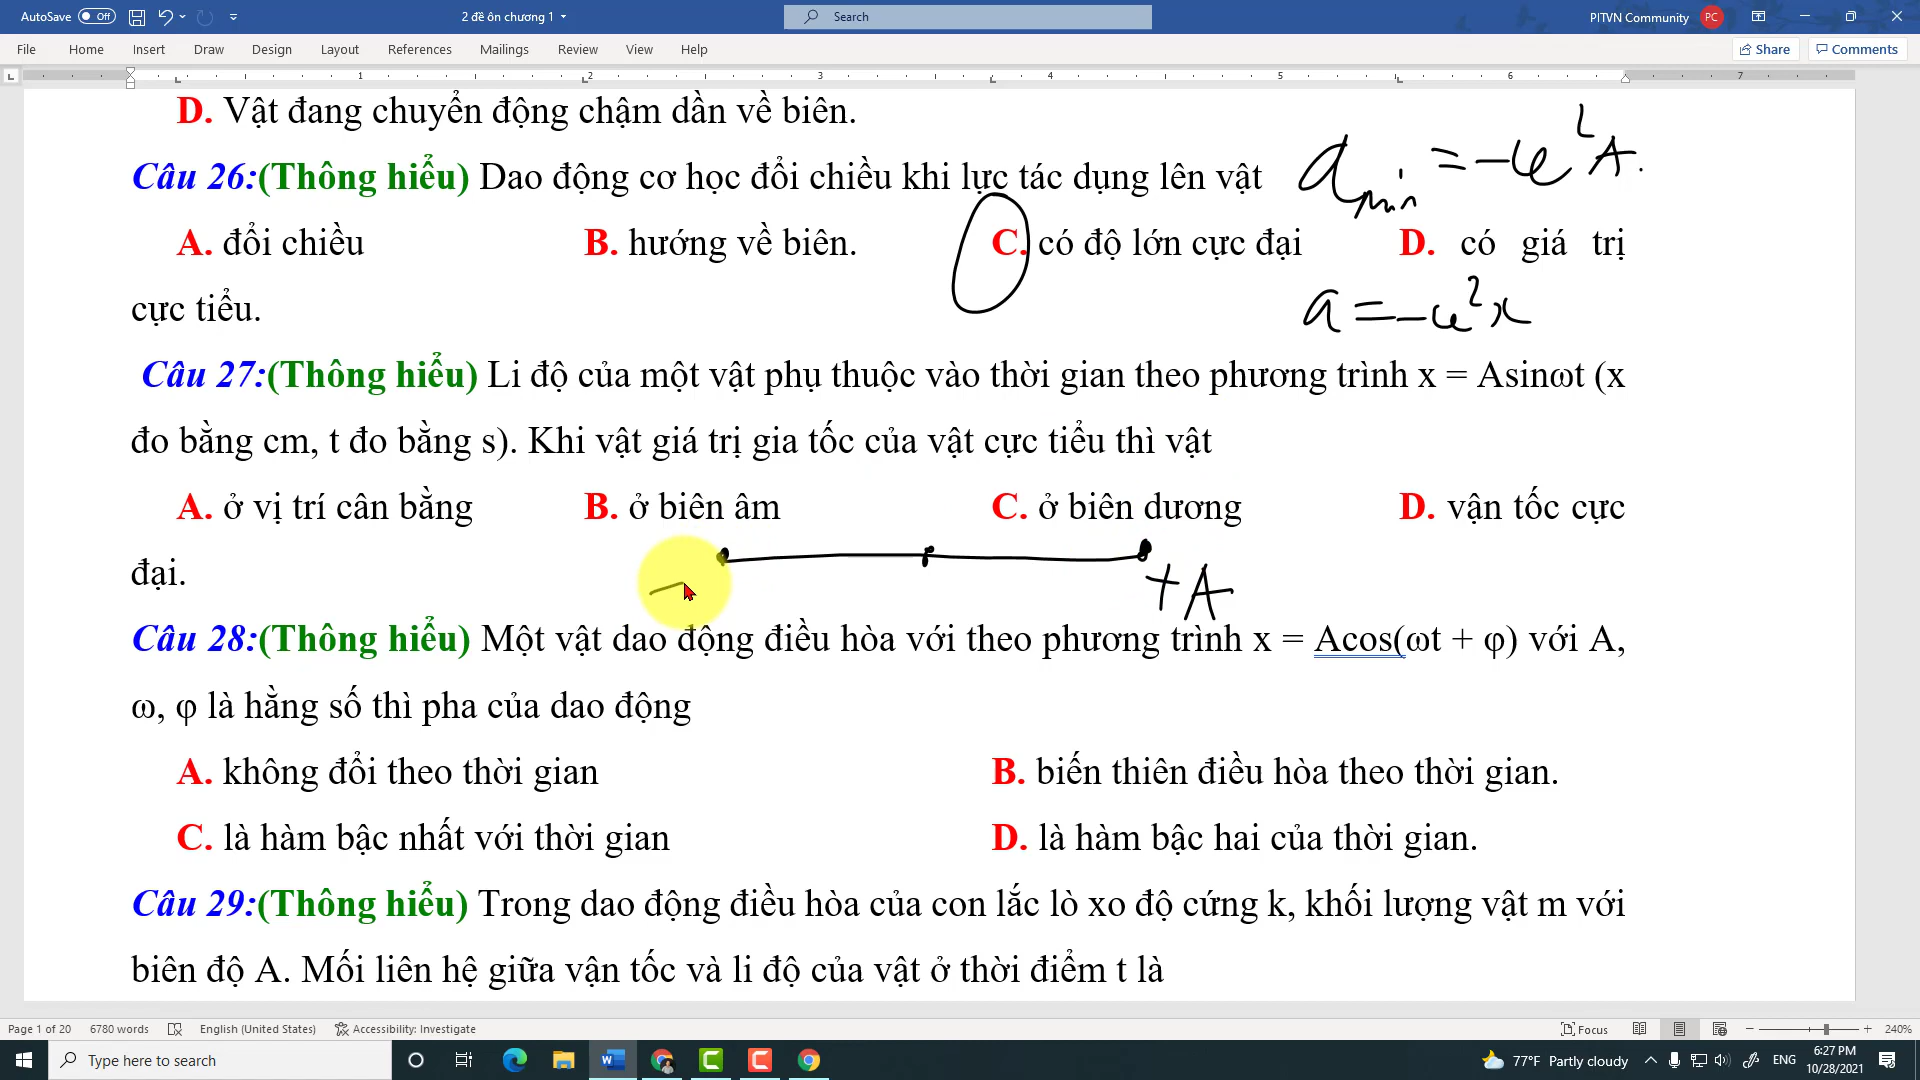 AutoSave Off 2 đề ôn chương 1 Search PITVN Community PC
File Home Insert Draw Design Layout References Mailings Review View Help Share Comments
1 2 3 4 5 6 7
D. Vật đang chuyển động chậm dần về biên.
Câu 26:(Thông hiểu) Dao động cơ học đổi chiều khi lực tác dụng lên vật
a min = -ω²A.
A. đổi chiều B. hướng về biên. C. có độ lớn cực đại D. có giá trị
cực tiểu.
a = -ω²x
Câu 27:(Thông hiểu) Li độ của một vật phụ thuộc vào thời gian theo phương trình x = Asinωt (x
đo bằng cm, t đo bằng s). Khi vật giá trị gia tốc của vật cực tiểu thì vật
A. ở vị trí cân bằng B. ở biên âm C. ở biên dương D. vận tốc cực
đại.
+A
Câu 28:(Thông hiểu) Một vật dao động điều hòa với theo phương trình x = Acos(ωt + φ) với A,
ω, φ là hằng số thì pha của dao động
A. không đổi theo thời gian B. biến thiên điều hòa theo thời gian.
C. là hàm bậc nhất với thời gian D. là hàm bậc hai của thời gian.
Câu 29:(Thông hiểu) Trong dao động điều hòa của con lắc lò xo độ cứng k, khối lượng vật m với
biên độ A. Mối liên hệ giữa vận tốc và li độ của vật ở thời điểm t là
Page 1 of 20 6780 words English (United States) Accessibility: Investigate Focus 240%
Type here to search 77°F Partly cloudy ENG 6:27 PM
10/28/2021